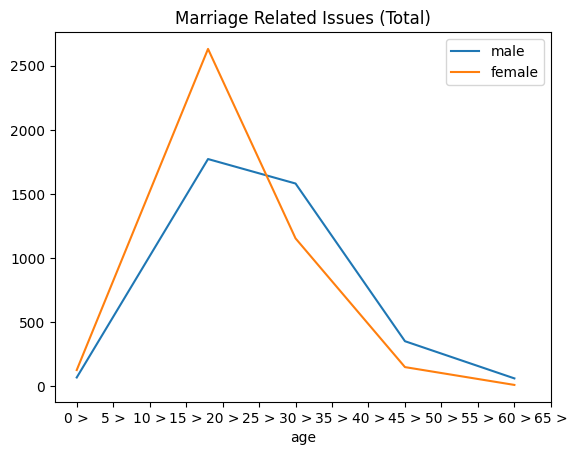 Marriage Related Issues (Total)
male
female
2500
2000
1500
1000
500
0
0 > 5 > 10 > 15 > 20 > 25 > 30 > 35 > 40 > 45 > 50 > 55 > 60 > 65 >
age